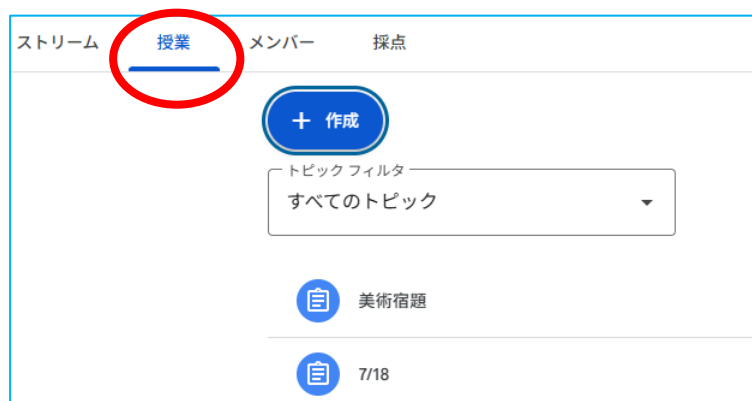 ストリーム 授業 メンバー 採点
+ 作成
トピック フィルタ
すべてのトピック
美術宿題
7/18